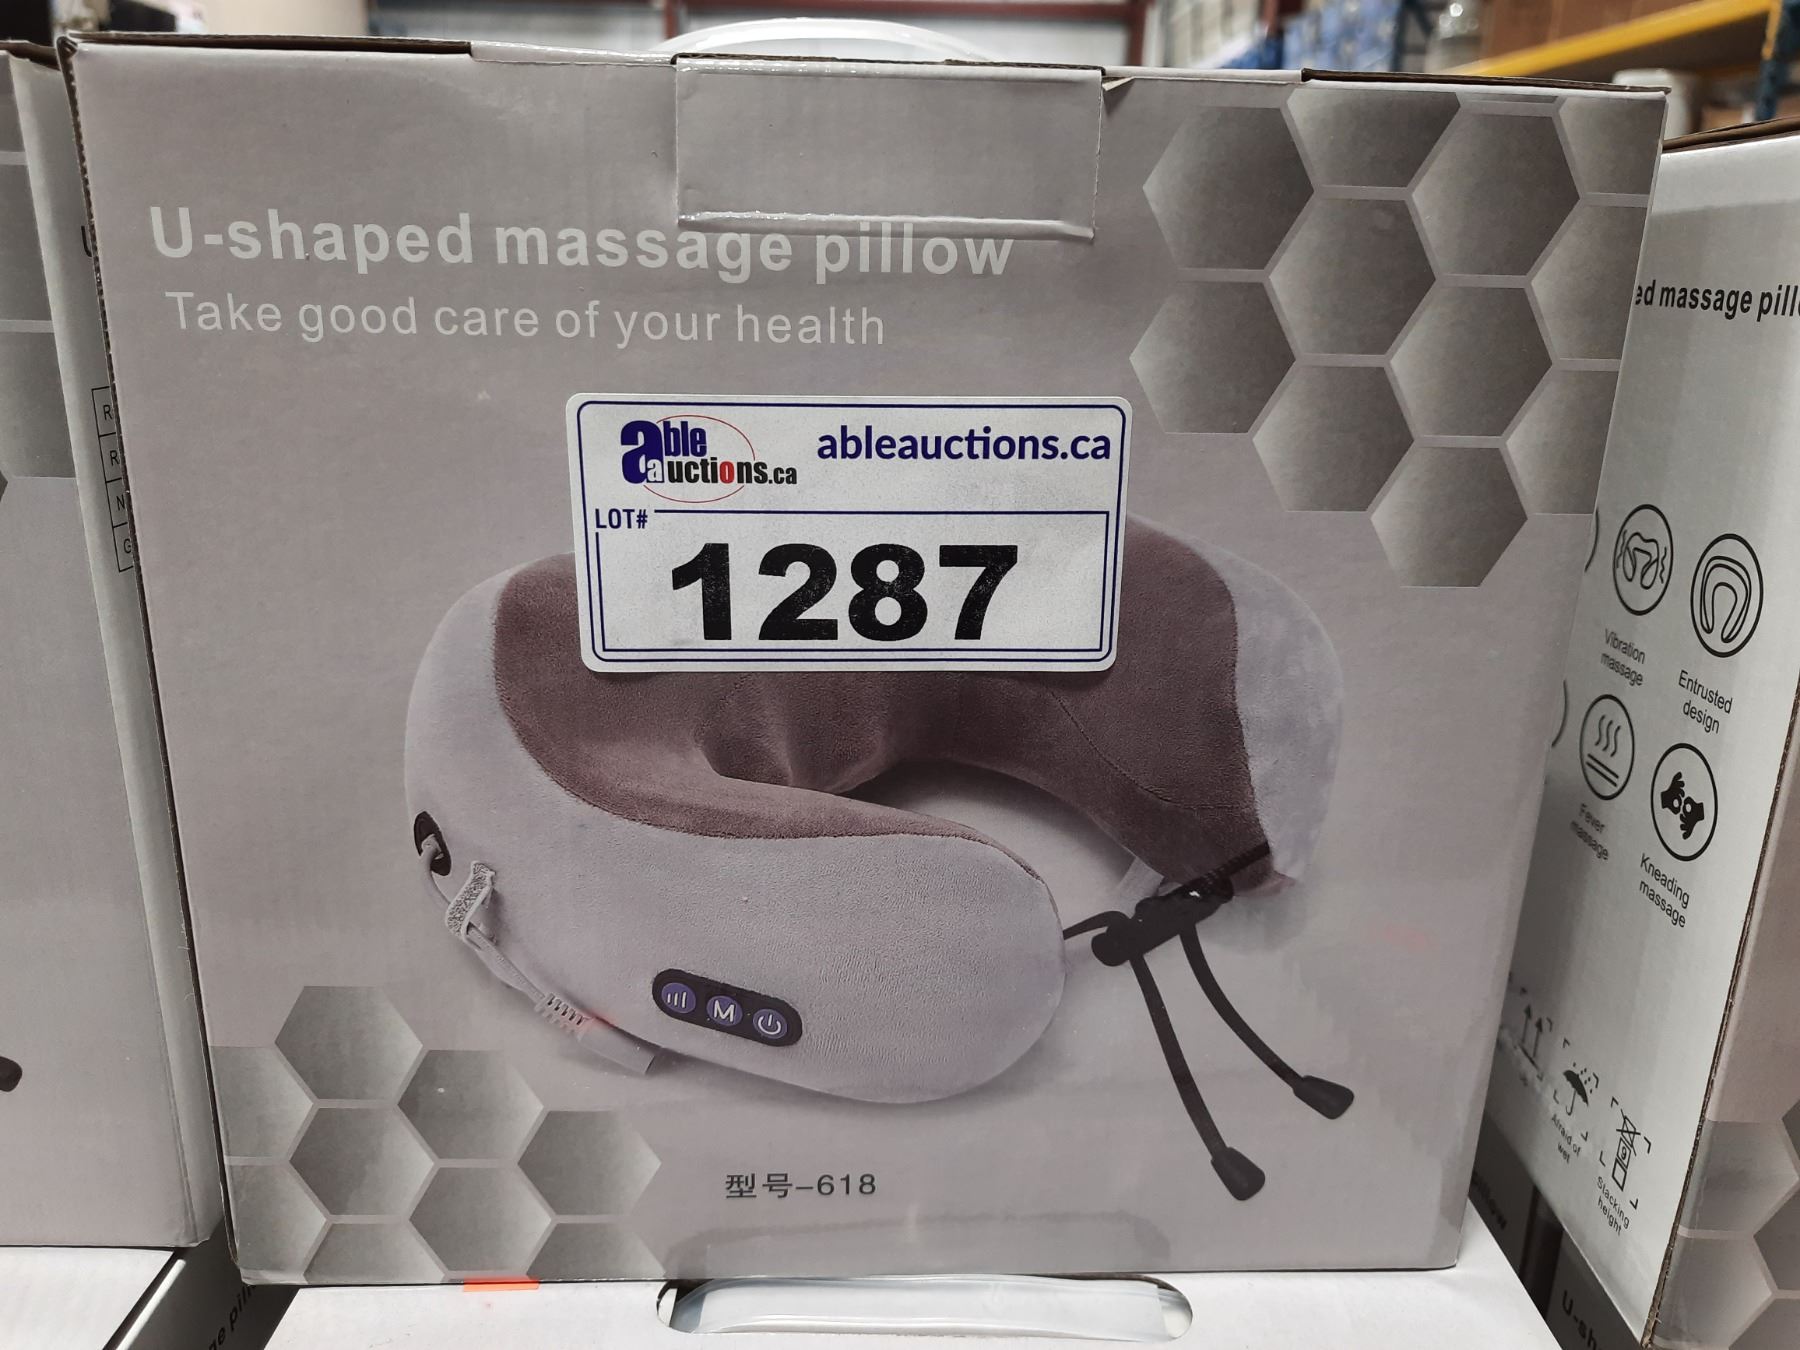 U-shaped massage pillow
Take good care of your health
able auctions.ca
ableauctions.ca
LOT#
1287
M
型号-618
R
R
N
G
ed massage pill
Vibration
massage
Entrusted
design
Fever
massage
Kneading
massage
Afraid of
wet
Stacking
height
U-sh